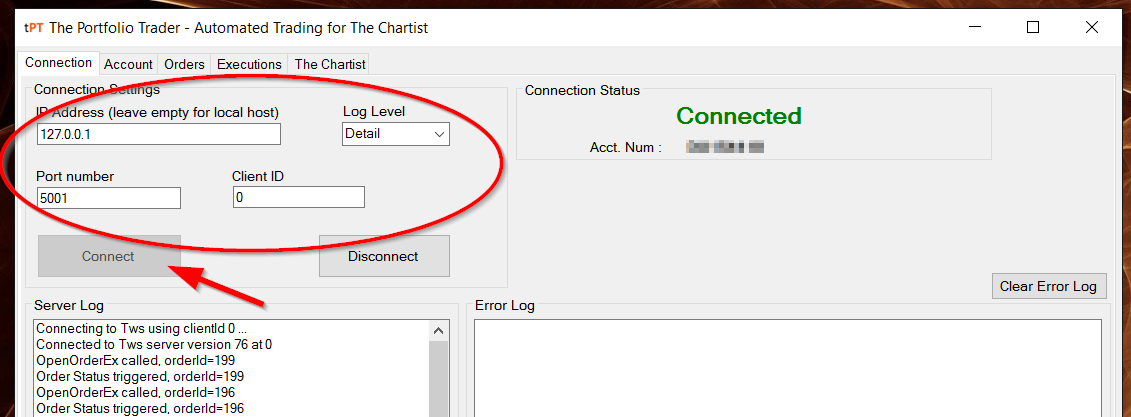 tPT The Portfolio Trader - Automated Trading for The Chartist
Connection Account Orders Executions The Chartist
Connection Settings
IP Address (leave empty for local host)
Log Level
127.0.0.1
Detail
Port number
Client ID
5001
0
Connect
Disconnect
Connection Status
Connected
Acct. Num :
Clear Error Log
Server Log
Connecting to Tws using clientId 0 ...
Connected to Tws server version 76 at 0
OpenOrderEx called, orderId=199
Order Status triggered, orderId=199
OpenOrderEx called, orderId=196
Order Status triggered, orderId=196
Error Log